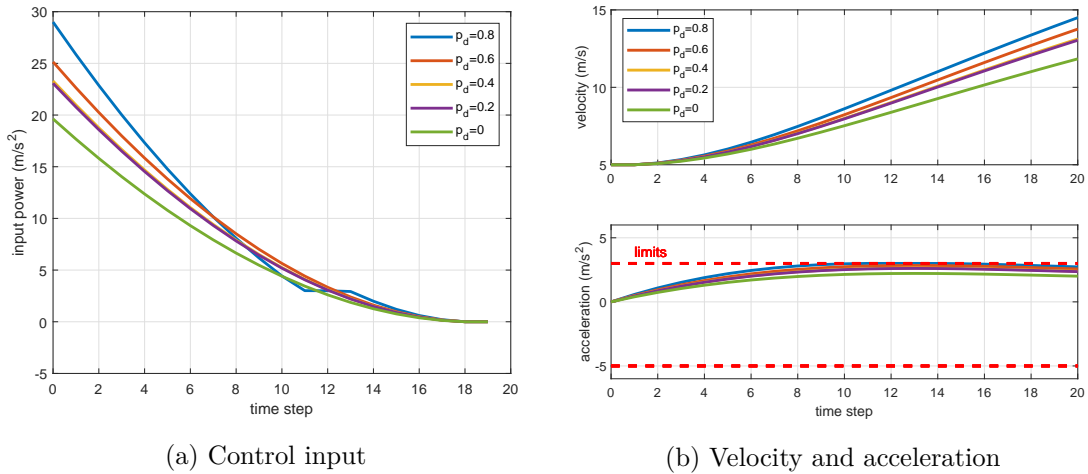 30
25
20
15
10
5
0
-5
input power (m/s²)
p_d=0.8
p_d=0.6
p_d=0.4
p_d=0.2
p_d=0
0 2 4 6 8 10 12 14 16 18 20
time step
(a) Control input
15
10
5
velocity (m/s)
p_d=0.8
p_d=0.6
p_d=0.4
p_d=0.2
p_d=0
0 2 4 6 8 10 12 14 16 18 20
5
0
-5
acceleration (m/s²)
limits
0 2 4 6 8 10 12 14 16 18 20
time step
(b) Velocity and acceleration